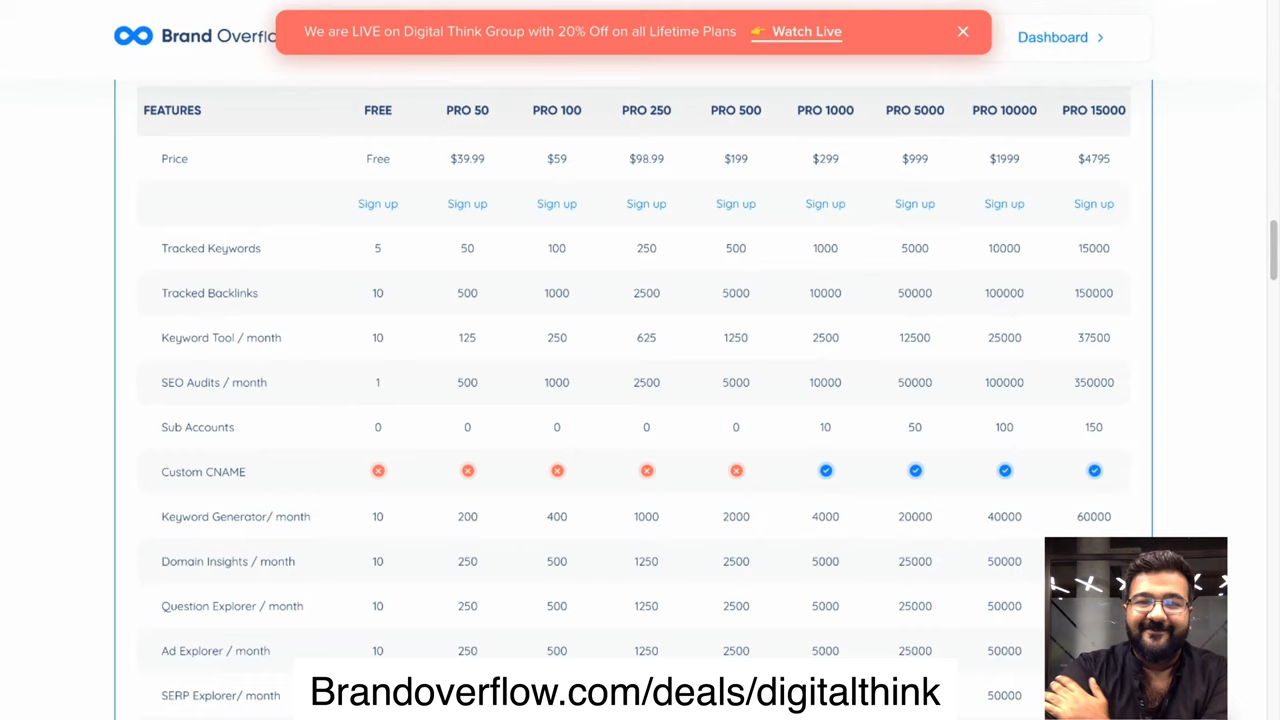 Brand Overflo
We are LIVE on Digital Think Group with 20% Off on all Lifetime Plans 👉 Watch Live
Dashboard
FEATURES FREE PRO 50 PRO 100 PRO 250 PRO 500 PRO 1000 PRO 5000 PRO 10000 PRO 15000
Price Free $39.99 $59 $98.99 $199 $299 $999 $1999 $4795
Sign up Sign up Sign up Sign up Sign up Sign up Sign up Sign up Sign up
Tracked Keywords 5 50 100 250 500 1000 5000 10000 15000
Tracked Backlinks 10 500 1000 2500 5000 10000 50000 100000 150000
Keyword Tool / month 10 125 250 625 1250 2500 12500 25000 37500
SEO Audits / month 1 500 1000 2500 5000 10000 50000 100000 350000
Sub Accounts 0 0 0 0 0 10 50 100 150
Custom CNAME
Keyword Generator/ month 10 200 400 1000 2000 4000 20000 40000 60000
Domain Insights / month 10 250 500 1250 2500 5000 25000 50000
Question Explorer / month 10 250 500 1250 2500 5000 25000 50000
Ad Explorer / month 10 250 500 1250 2500 5000 25000 50000
SERP Explorer/ month 50000
Brandoverflow.com/deals/digitalthink